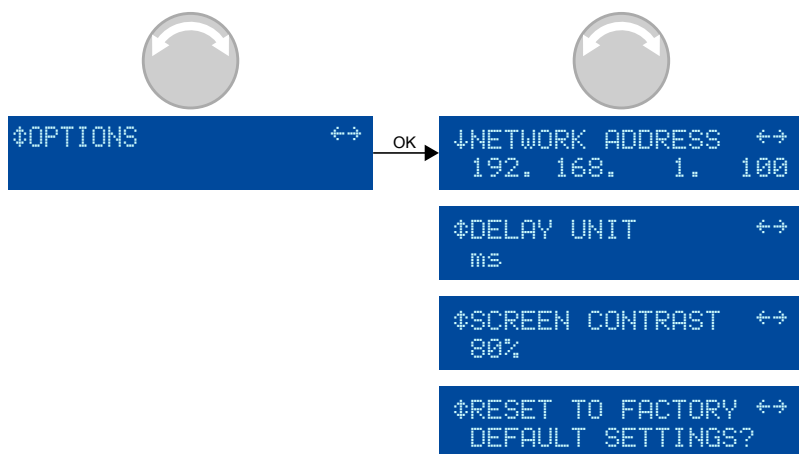 ↕OPTIONS ↔
OK
↓NETWORK ADDRESS ↔
192. 168. 1. 100
↕DELAY UNIT ↔
ms
↕SCREEN CONTRAST ↔
80%
↕RESET TO FACTORY ↔
DEFAULT SETTINGS?